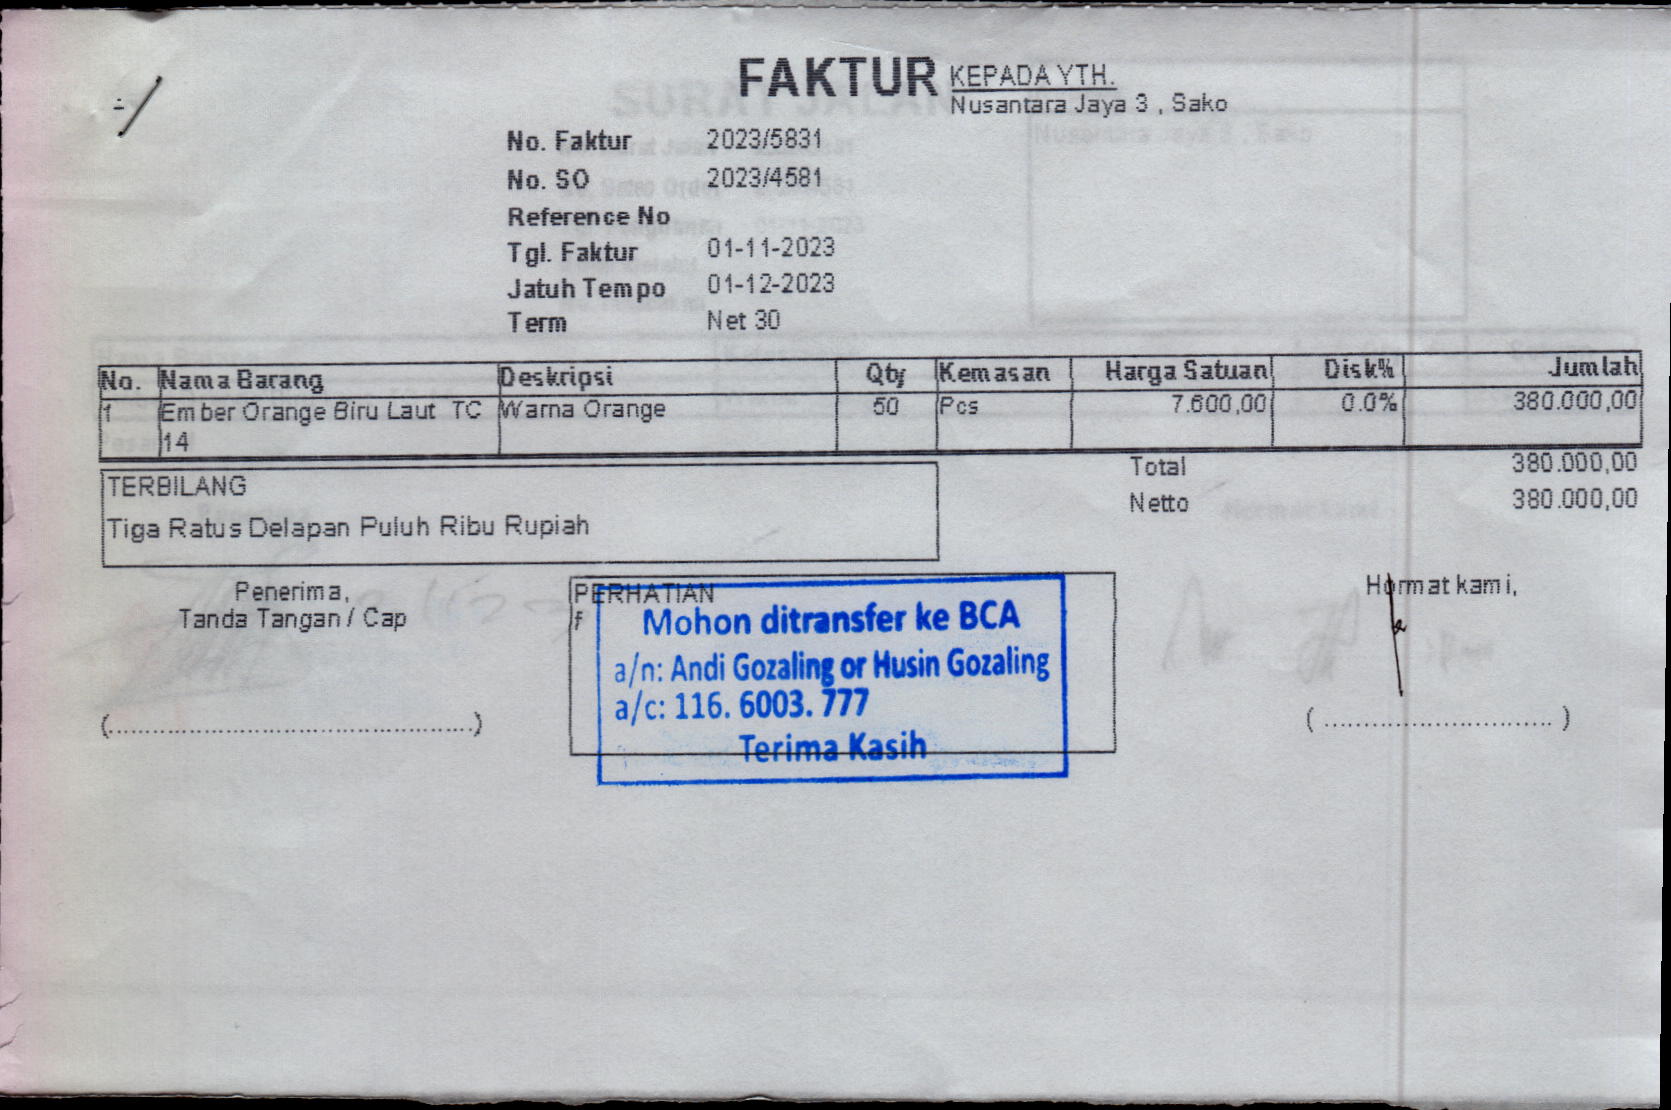 FAKTUR
KEPADA YTH.
Nusantara Jaya 3 , Sako
No. Faktur 2023/5831
No. SO 2023/4581
Reference No
Tgl. Faktur 01-11-2023
Jatuh Tempo 01-12-2023
Term Net 30
No. Nama Barang Deskripsi Qty Kemasan Harga Satuan Disk% Jumlah
1 Ember Orange Biru Laut TC Warna Orange 50 Pcs 7.600,00 0.0% 380.000,00
14
Total 380.000,00
Netto 380.000,00
TERBILANG
Tiga Ratus Delapan Puluh Ribu Rupiah
Penerima,
Tanda Tangan / Cap
(................................................)
PERHATIAN
f
Mohon ditransfer ke BCA
a/n: Andi Gozaling or Husin Gozaling
a/c: 116. 6003. 777
Terima Kasih
Hormat kami,
( ............................ )